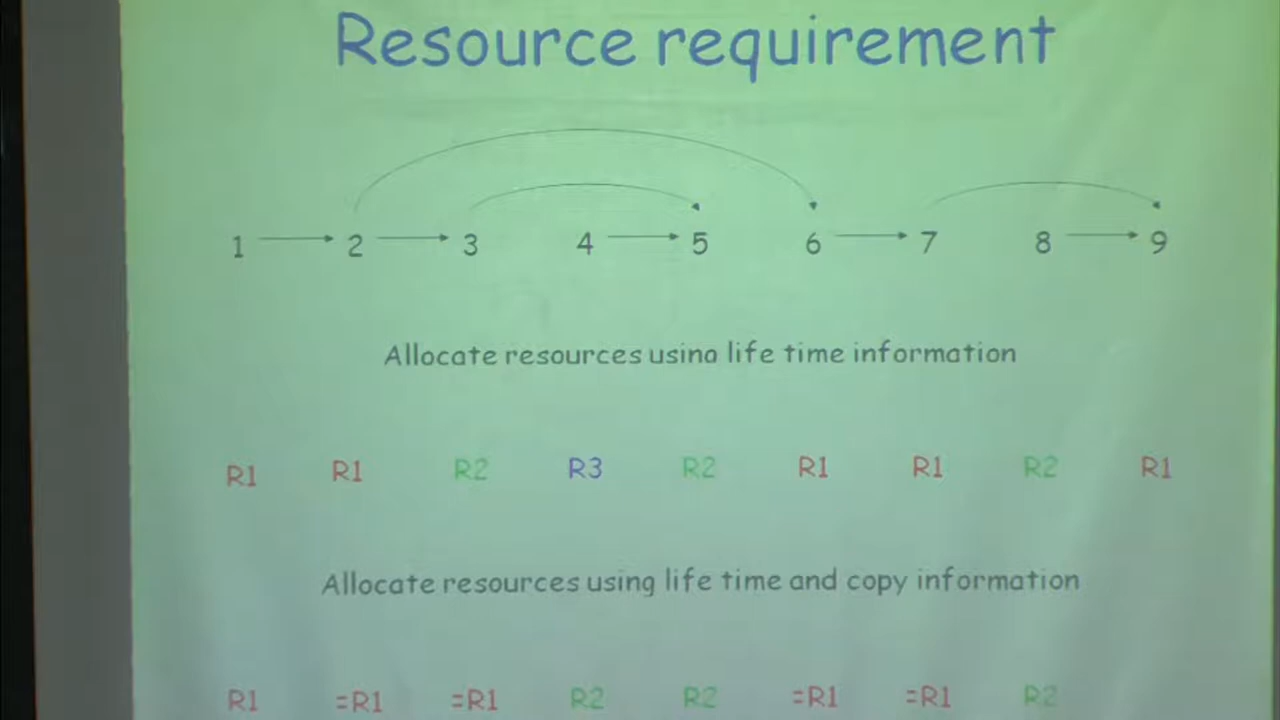 Resource requirement
1 2 3 4 5 6 7 8 9
Allocate resources using life time information
R1 R1 R2 R3 R2 R1 R1 R2 R1
Allocate resources using life time and copy information
R1 =R1 =R1 R2 R2 =R1 =R1 R2